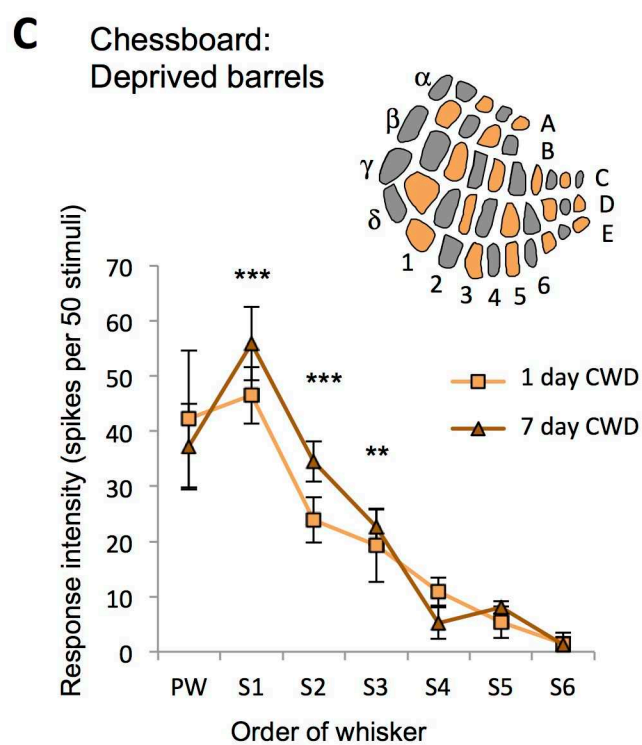 C
Chessboard:
Deprived barrels
α
β
γ
δ
A
B
C
D
E
1
2
3
4
5
6
Response intensity (spikes per 50 stimuli)
70
60
50
40
30
20
10
0
***
***
**
1 day CWD
7 day CWD
PW S1 S2 S3 S4 S5 S6
Order of whisker